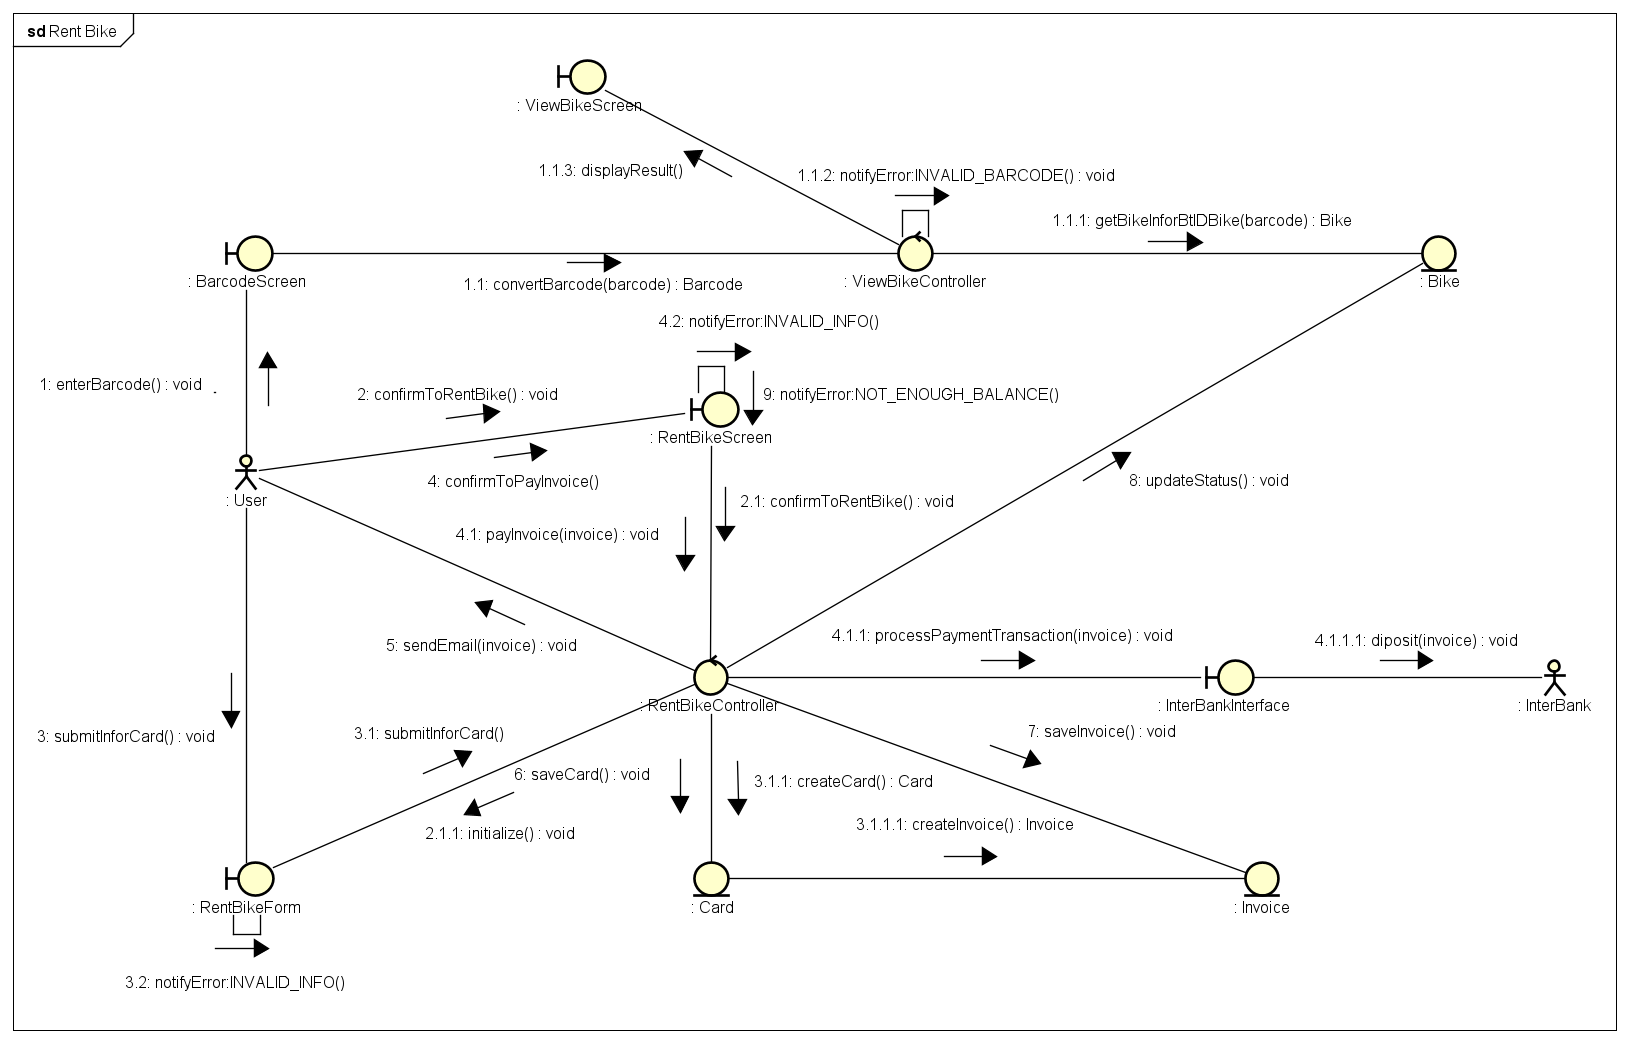 sd Rent Bike
: ViewBikeScreen
1.1.3: displayResult()
1.1.2: notifyError:INVALID_BARCODE() : void
1.1.1: getBikeInforBtIDBike(barcode) : Bike
: BarcodeScreen
1.1: convertBarcode(barcode) : Barcode
: ViewBikeController
: Bike
4.2: notifyError:INVALID_INFO()
1: enterBarcode() : void
2: confirmToRentBike() : void
9: notifyError:NOT_ENOUGH_BALANCE()
: RentBikeScreen
4: confirmToPayInvoice()
8: updateStatus() : void
: User
2.1: confirmToRentBike() : void
4.1: payInvoice(invoice) : void
5: sendEmail(invoice) : void
4.1.1: processPaymentTransaction(invoice) : void
4.1.1.1: diposit(invoice) : void
: RentBikeController
: InterBankInterface
: InterBank
3: submitInforCard() : void
3.1: submitInforCard()
7: saveInvoice() : void
6: saveCard() : void
3.1.1: createCard() : Card
2.1.1: initialize() : void
3.1.1.1: createInvoice() : Invoice
: RentBikeForm
: Card
: Invoice
3.2: notifyError:INVALID_INFO()